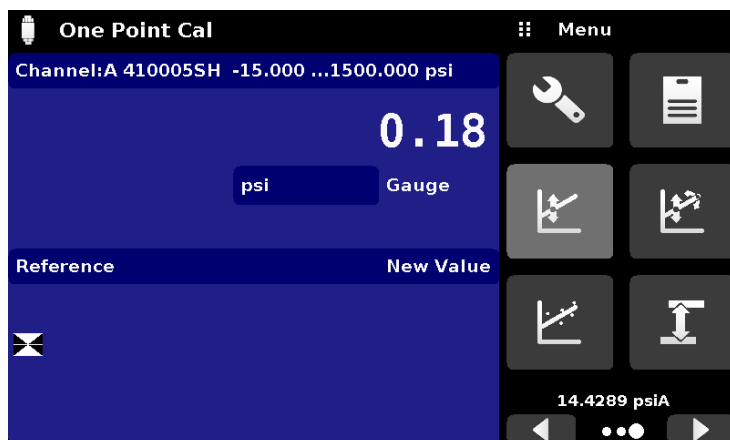 One Point Cal
Menu
Channel:A 410005SH -15.000 ...1500.000 psi
0.18
psi
Gauge
Reference
New Value
14.4289 psiA